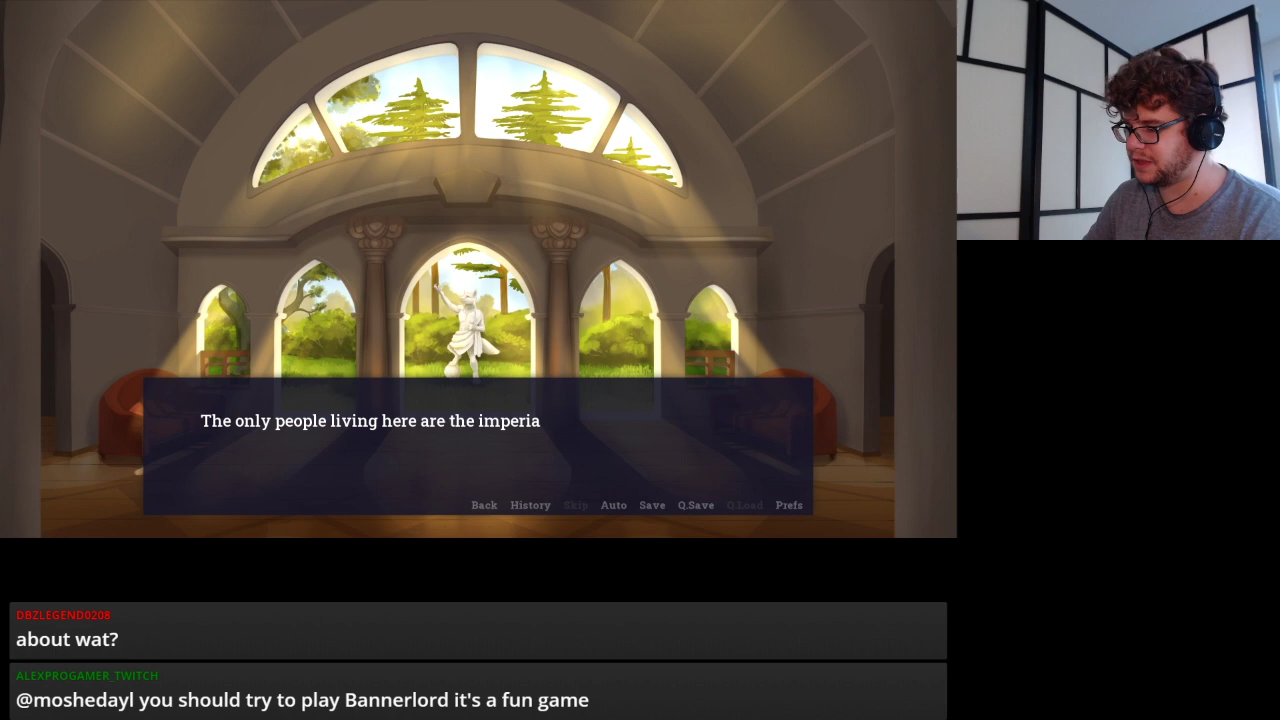 The only people living here are the imperia
Back History Skip Auto Save Q.Save Q.Load Prefs
DBZLEGEND0208
about wat?
ALEXPROGAMER_TWITCH
@moshedayl you should try to play Bannerlord it's a fun game